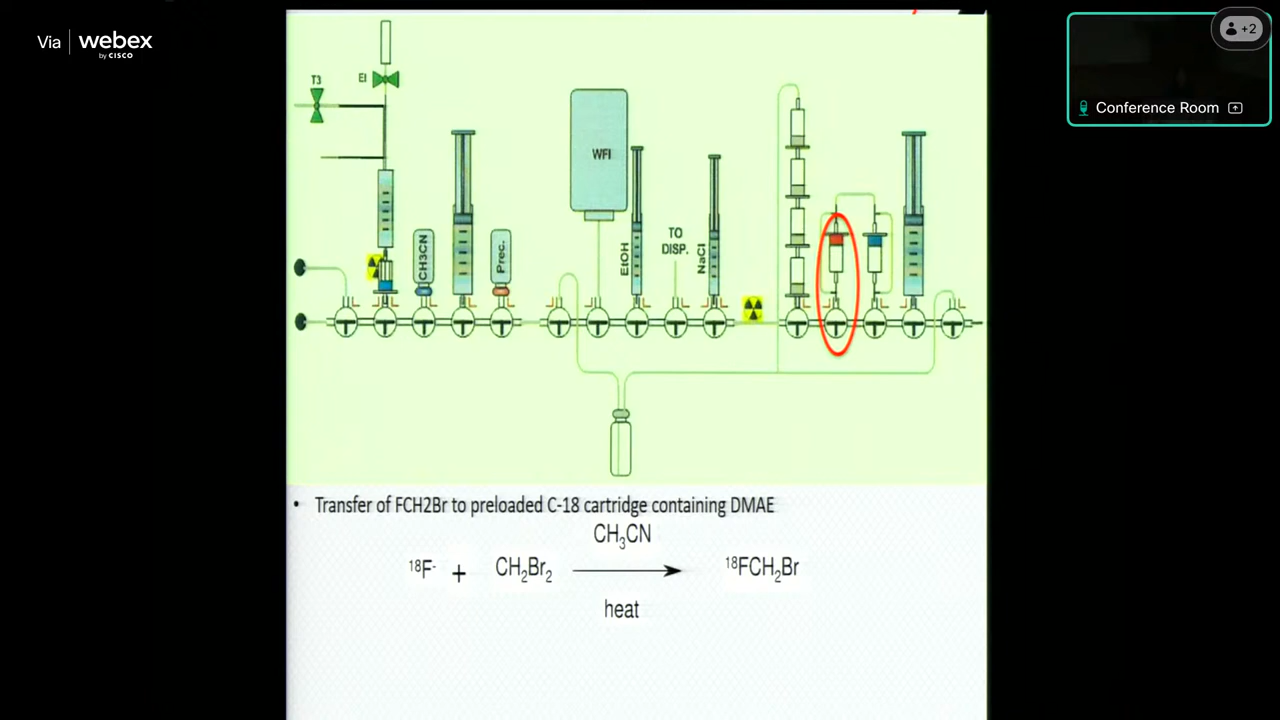 Via webex
by CISCO
+2
Conference Room
T3
EI
WFI
CH3CN
Prec.
EtOH
TO
DISP.
NaCl
• Transfer of FCH2Br to preloaded C-18 cartridge containing DMAE
CH₃CN
¹⁸F⁻ + CH₂Br₂ → ¹⁸FCH₂Br
heat